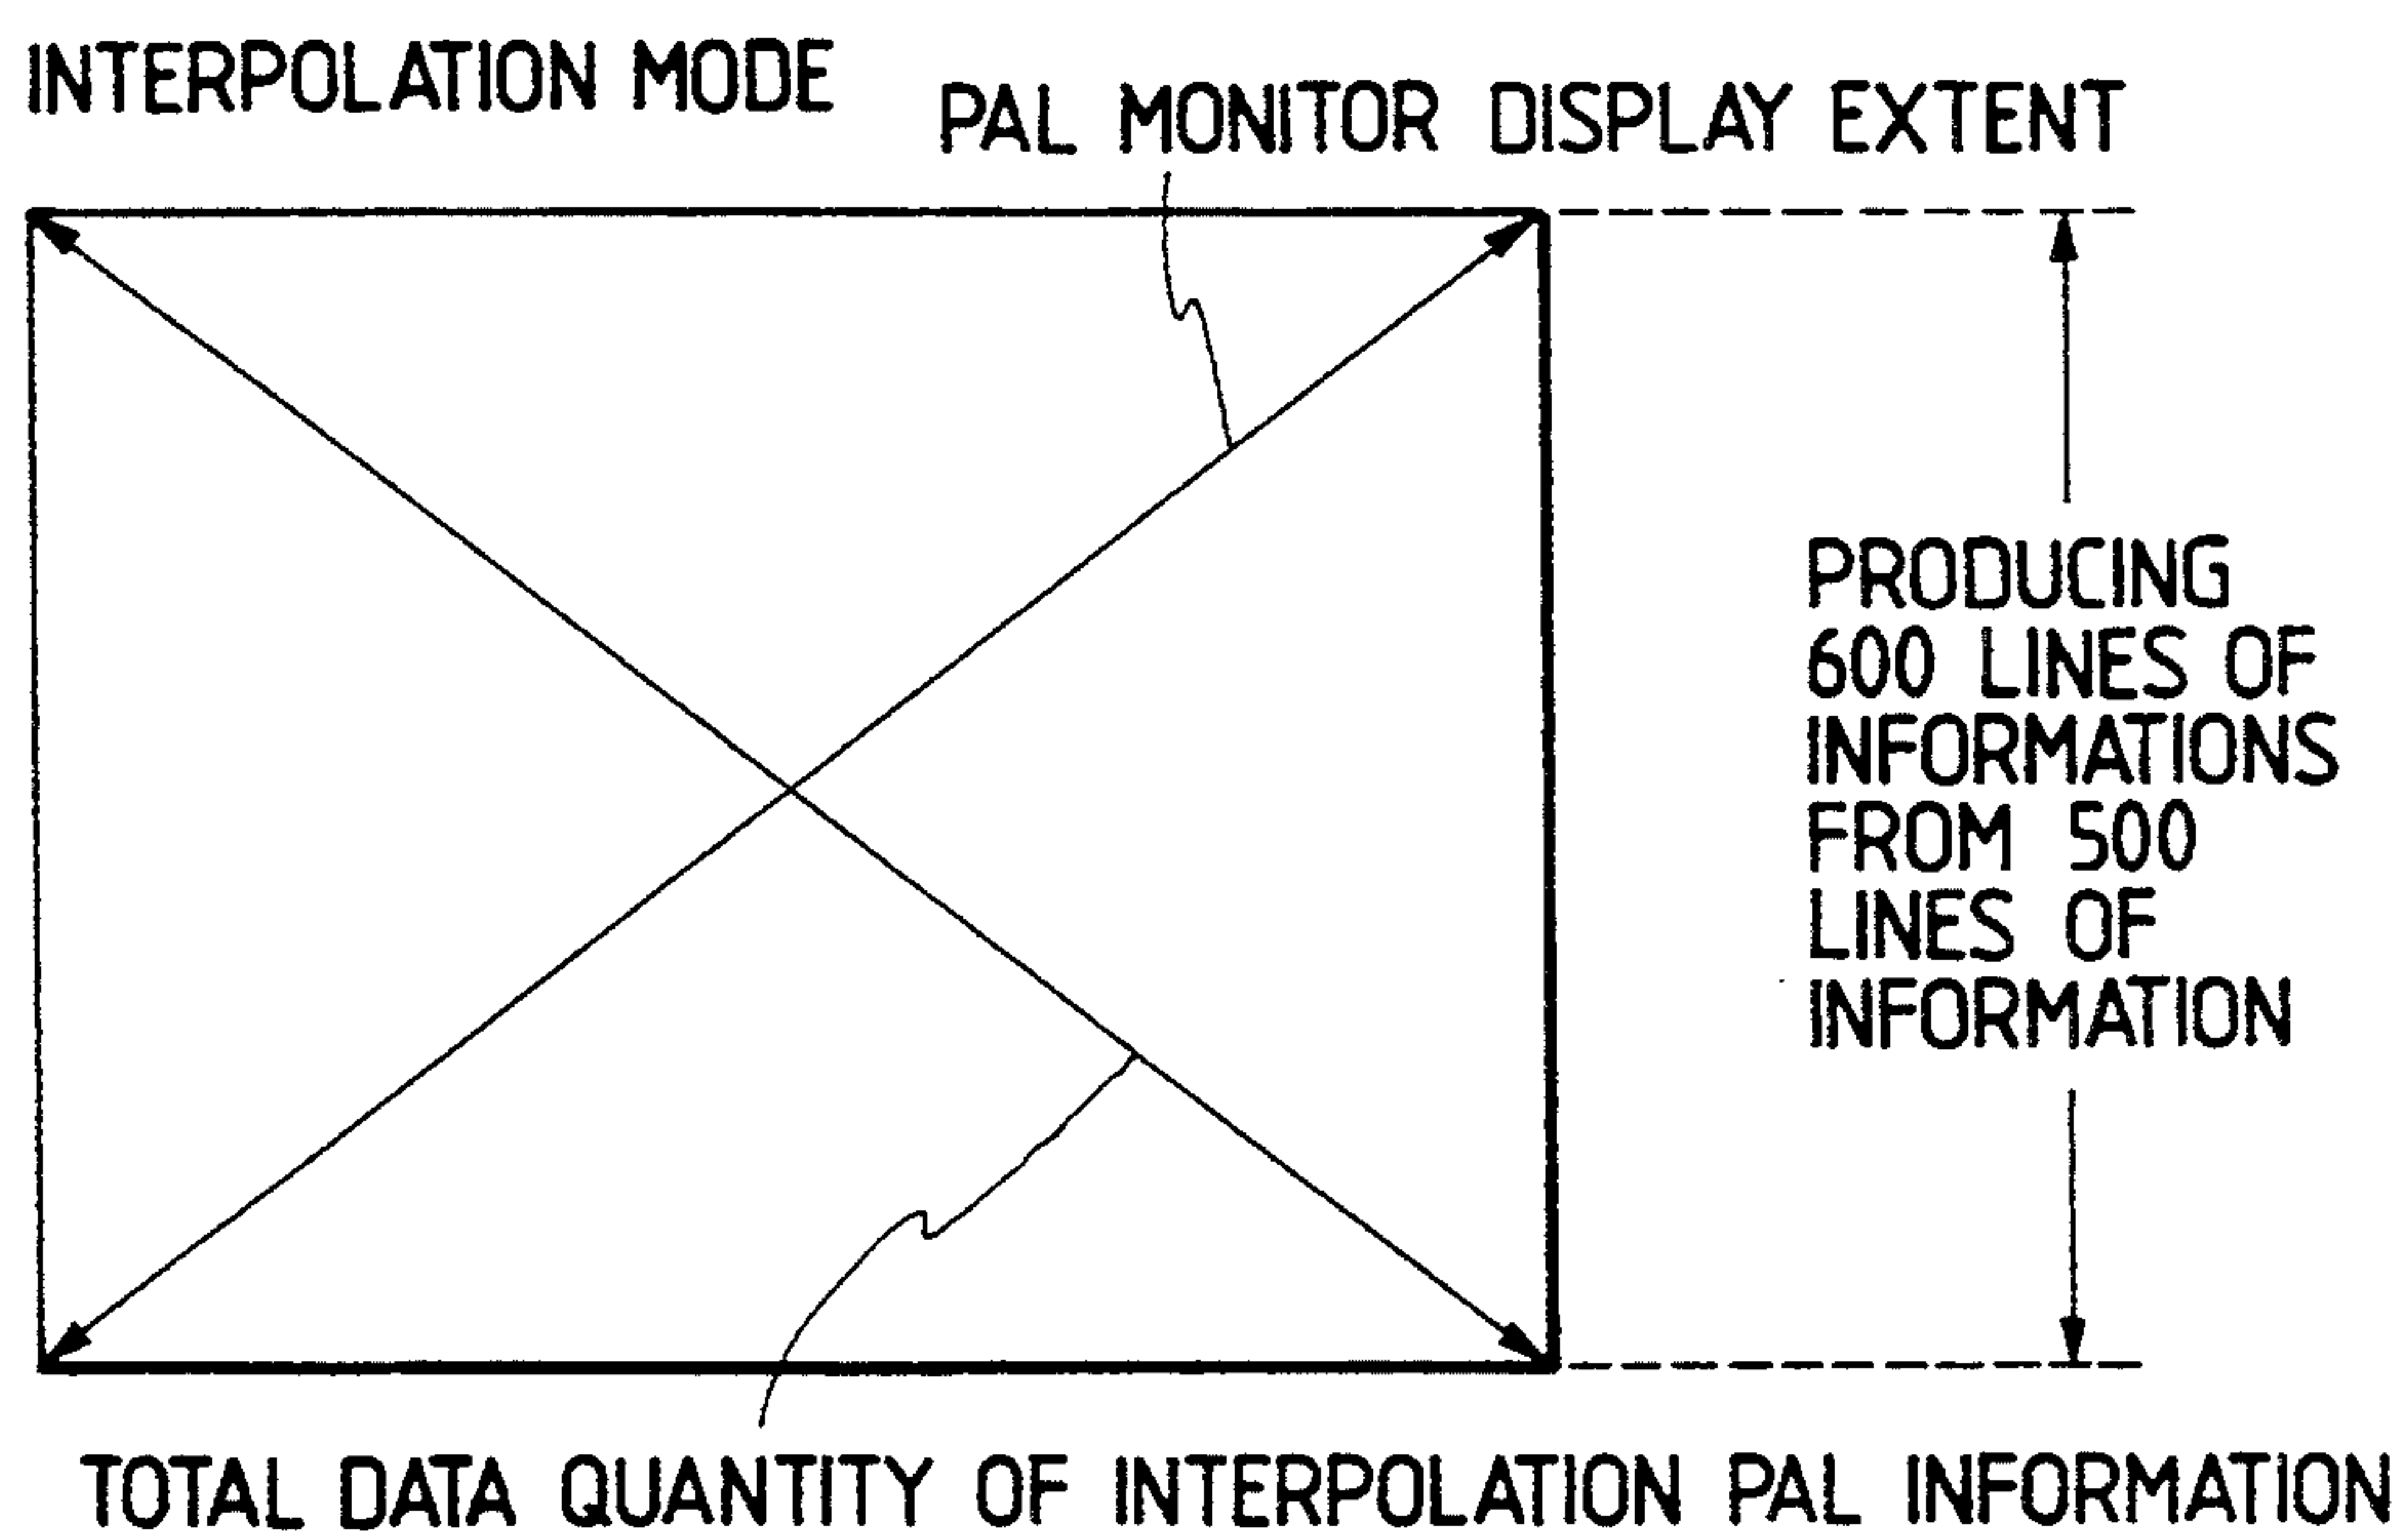 INTERPOLATION MODE
PAL MONITOR DISPLAY EXTENT
PRODUCING
600 LINES OF
INFORMATIONS
FROM 500
LINES OF
INFORMATION
TOTAL DATA QUANTITY OF INTERPOLATION PAL INFORMATION